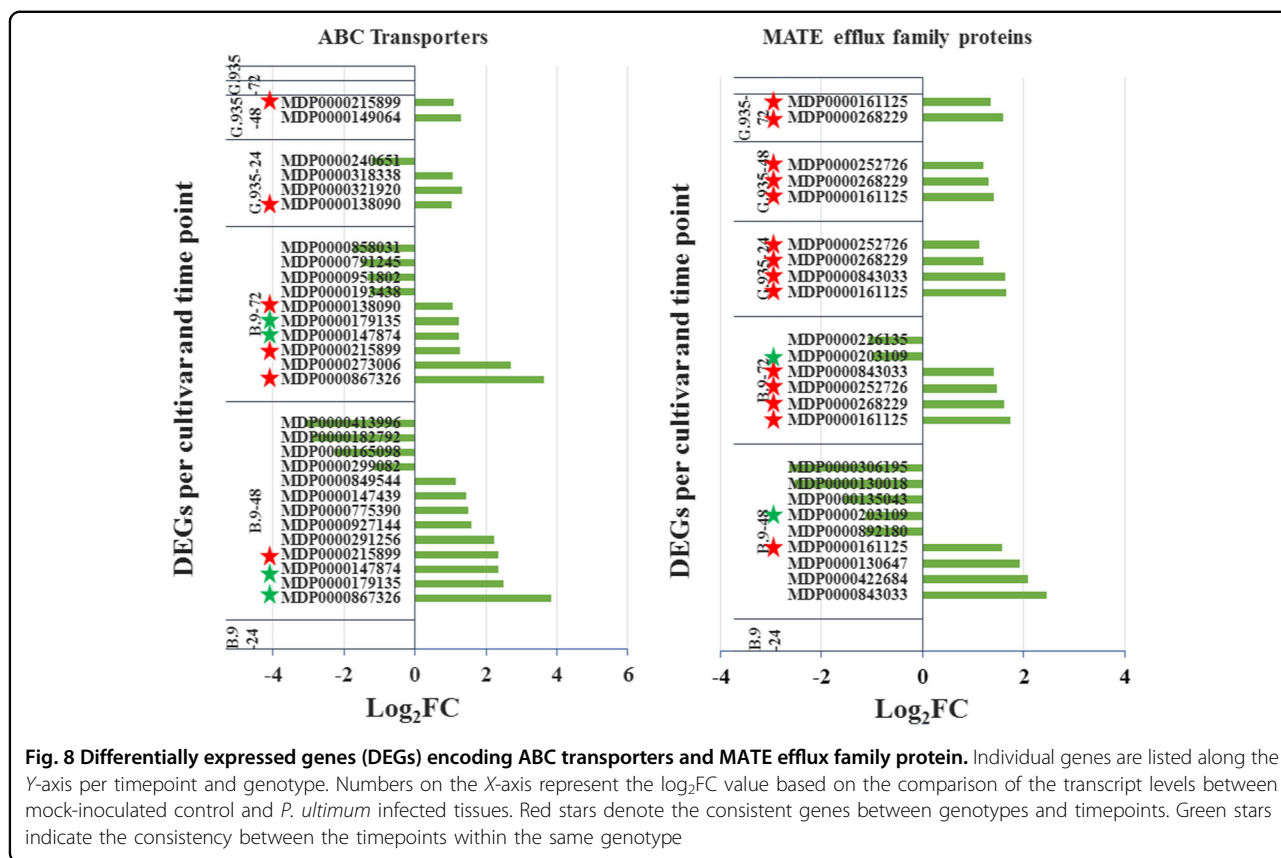 ABC Transporters
DEGs per cultivar and time point
G.935
-72
G.935
-48
MDP0000215899
MDP0000149064
G.935-24
MDP0000240651
MDP0000318338
MDP0000321920
MDP0000138090
B.9-72
MDP0000858031
MDP0000791245
MDP0000951802
MDP0000193438
MDP0000138090
MDP0000179135
MDP0000147874
MDP0000215899
MDP0000273006
MDP0000867326
B.9-48
MDP0000413996
MDP0000182792
MDP0000165098
MDP0000299082
MDP0000849544
MDP0000147439
MDP0000775390
MDP0000927144
MDP0000291256
MDP0000215899
MDP0000147874
MDP0000179135
MDP0000867326
B.9
-24
-4 -2 0 2 4 6
Log₂FC
MATE efflux family proteins
DEGs per cultivar and time point
G.935-
72
MDP0000161125
MDP0000268229
G.935-48
MDP0000252726
MDP0000268229
MDP0000161125
G.935-24
MDP0000252726
MDP0000268229
MDP0000843033
MDP0000161125
B.9-72
MDP0000226135
MDP0000203109
MDP0000843033
MDP0000252726
MDP0000268229
MDP0000161125
B.9-48
MDP0000306195
MDP0000130018
MDP0000135043
MDP0000203109
MDP0000892180
MDP0000161125
MDP0000130647
MDP0000422684
MDP0000843033
B.9
-24
-4 -2 0 2 4
Log₂FC
Fig. 8 Differentially expressed genes (DEGs) encoding ABC transporters and MATE efflux family protein. Individual genes are listed along the
Y-axis per timepoint and genotype. Numbers on the X-axis represent the log₂FC value based on the comparison of the transcript levels between
mock-inoculated control and P. ultimum infected tissues. Red stars denote the consistent genes between genotypes and timepoints. Green stars
indicate the consistency between the timepoints within the same genotype